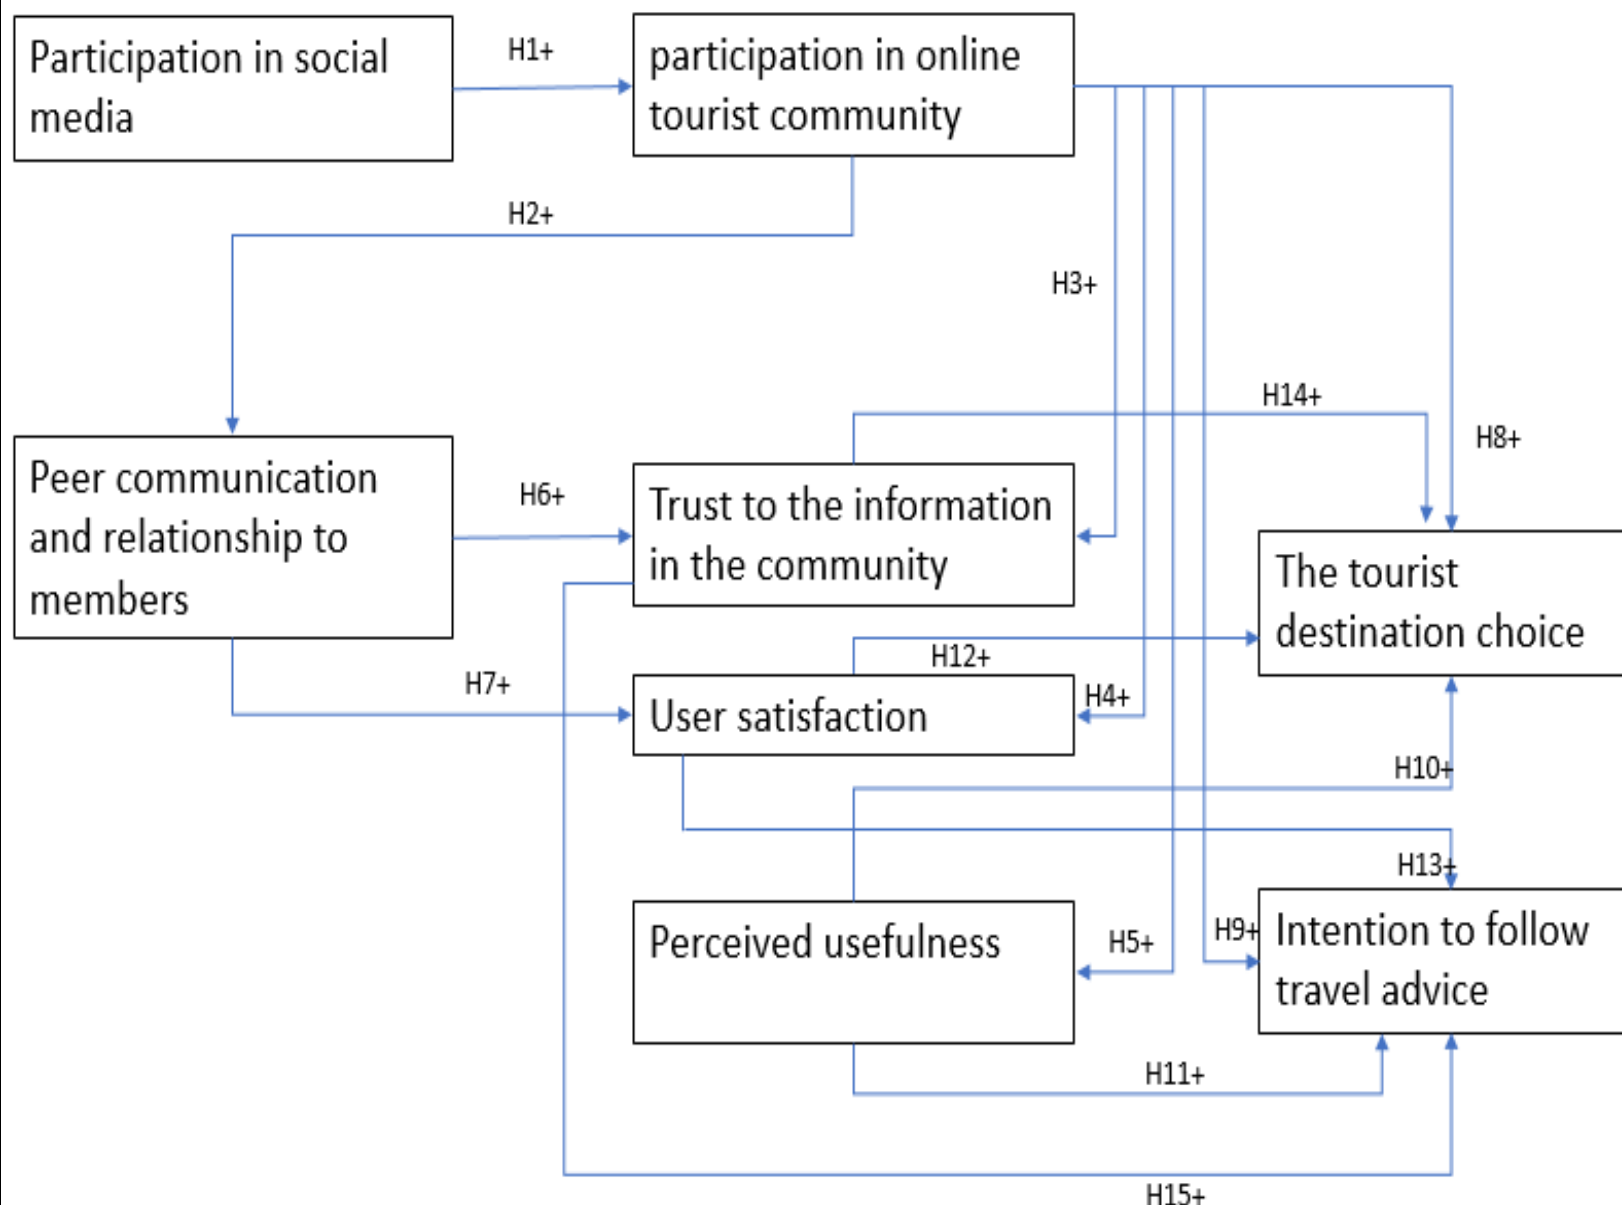 Participation in social
media
H1+
participation in online
tourist community
H2+
H3+
H14+
H8+
Peer communication
and relationship to
members
H6+
Trust to the information
in the community
The tourist
destination choice
H12+
H7+
User satisfaction
H4+
H10+
H13+
Perceived usefulness
H5+
H9+
Intention to follow
travel advice
H11+
H15+